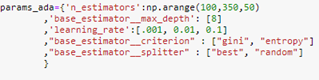 params_ada={'n_estimators':np.arange(100,350,50)
,'base_estimator__max_depth': [8]
,'learning_rate':[.001, 0.01, 0.1]
,"base_estimator__criterion" : ["gini", "entropy"]
,"base_estimator__splitter" : ["best", "random"]
}